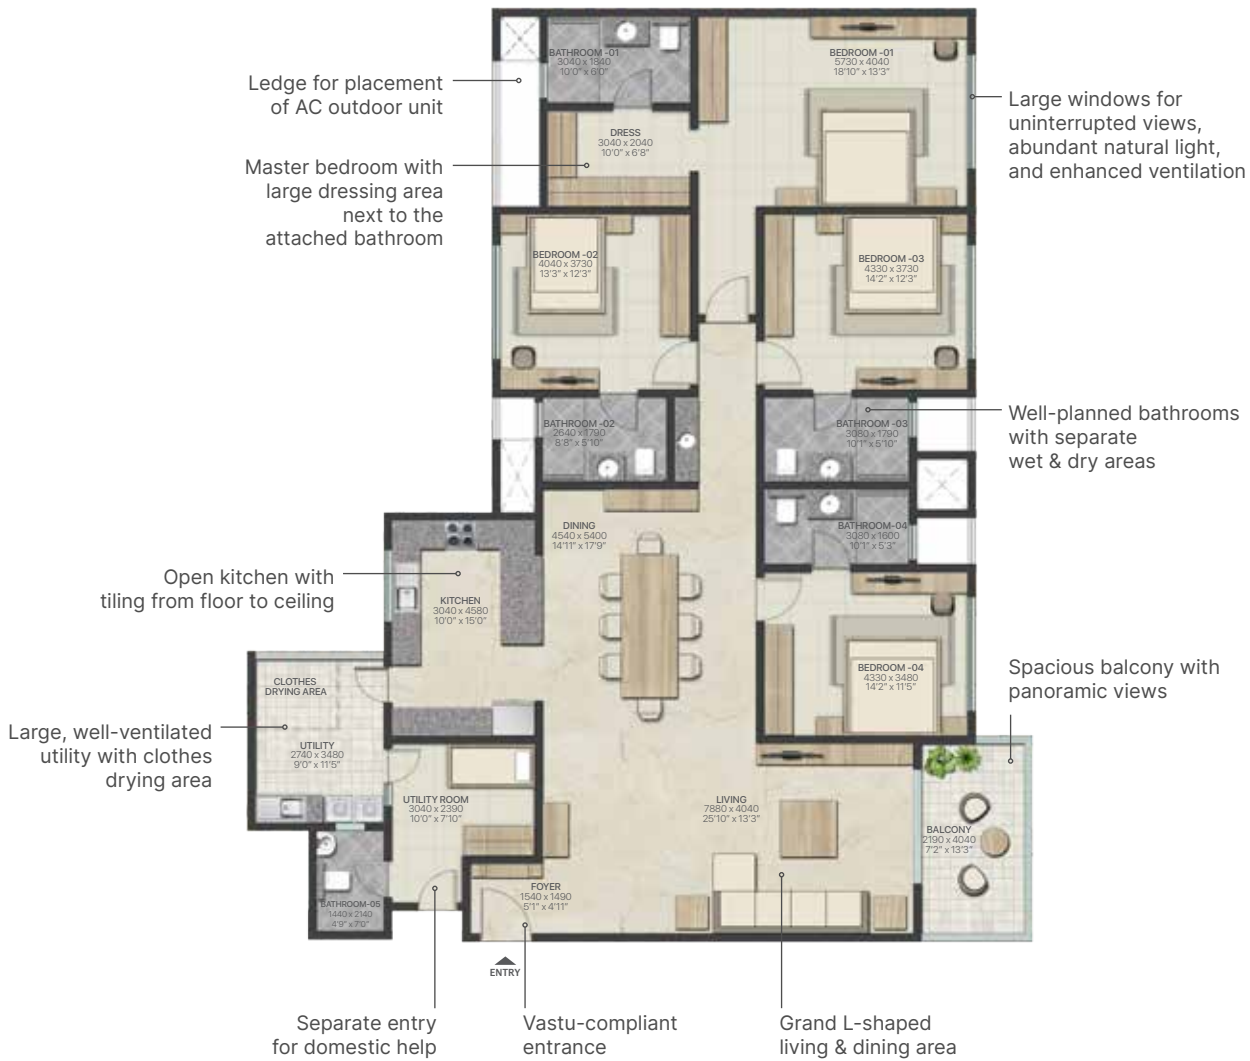 BATHROOM -01
3040 x 1840
10'0" x 6'0"
BEDROOM -01
5730 x 4040
18'10" x 13'3"
Ledge for placement
of AC outdoor unit
Large windows for
uninterrupted views,
abundant natural light,
and enhanced ventilation
DRESS
3040 x 2040
10'0" x 6'8"
Master bedroom with
large dressing area
next to the
attached bathroom
BEDROOM -02
4040 x 3730
13'3" x 12'3"
BEDROOM -03
4330 x 3730
14'2" x 12'3"
BATHROOM -02
2640 x 1790
8'8" x 5'10"
BATHROOM -03
3080 x 1790
10'1" x 5'10"
Well-planned bathrooms
with separate
wet & dry areas
DINING
4540 x 5400
14'11" x 17'9"
BATHROOM-04
3080 x 1600
10'1" x 5'3"
Open kitchen with
tiling from floor to ceiling
KITCHEN
3040 x 4580
10'0" x 15'0"
BEDROOM -04
4330 x 3480
14'2" x 11'5"
Spacious balcony with
panoramic views
CLOTHES
DRYING AREA
Large, well-ventilated
utility with clothes
drying area
UTILITY
2740 x 3480
9'0" x 11'5"
UTILITY ROOM
3040 x 2390
10'0" x 7'10"
LIVING
7880 x 4040
25'10" x 13'3"
BALCONY
2190 x 4040
7'2" x 13'3"
FOYER
1540 x 1490
5'1" x 4'11"
BATHROOM-05
1440 x 2140
4'9" x 7'0"
ENTRY
Separate entry
for domestic help
Vastu-compliant
entrance
Grand L-shaped
living & dining area